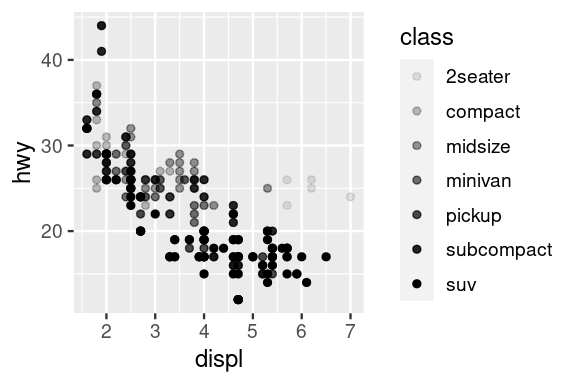 class
2seater
compact
midsize
minivan
pickup
subcompact
suv
hwy
40
30
20
2 3 4 5 6 7
displ